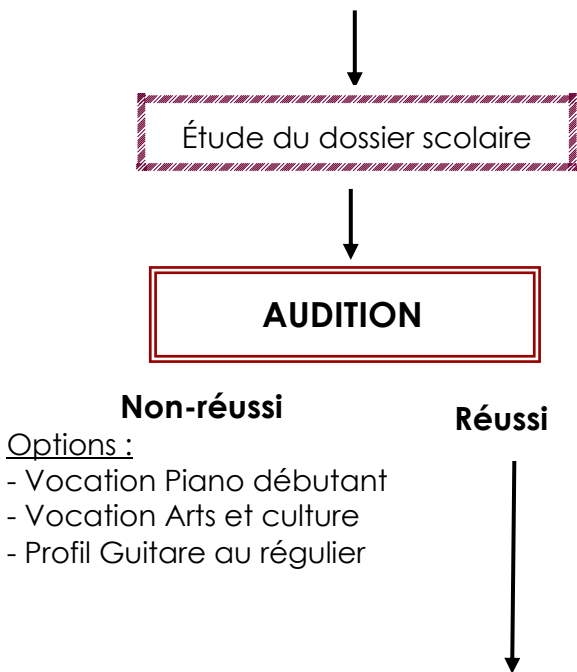 Étude du dossier scolaire
AUDITION
Non-réussi
Réussi
Options :
- Vocation Piano débutant
- Vocation Arts et culture
- Profil Guitare au régulier